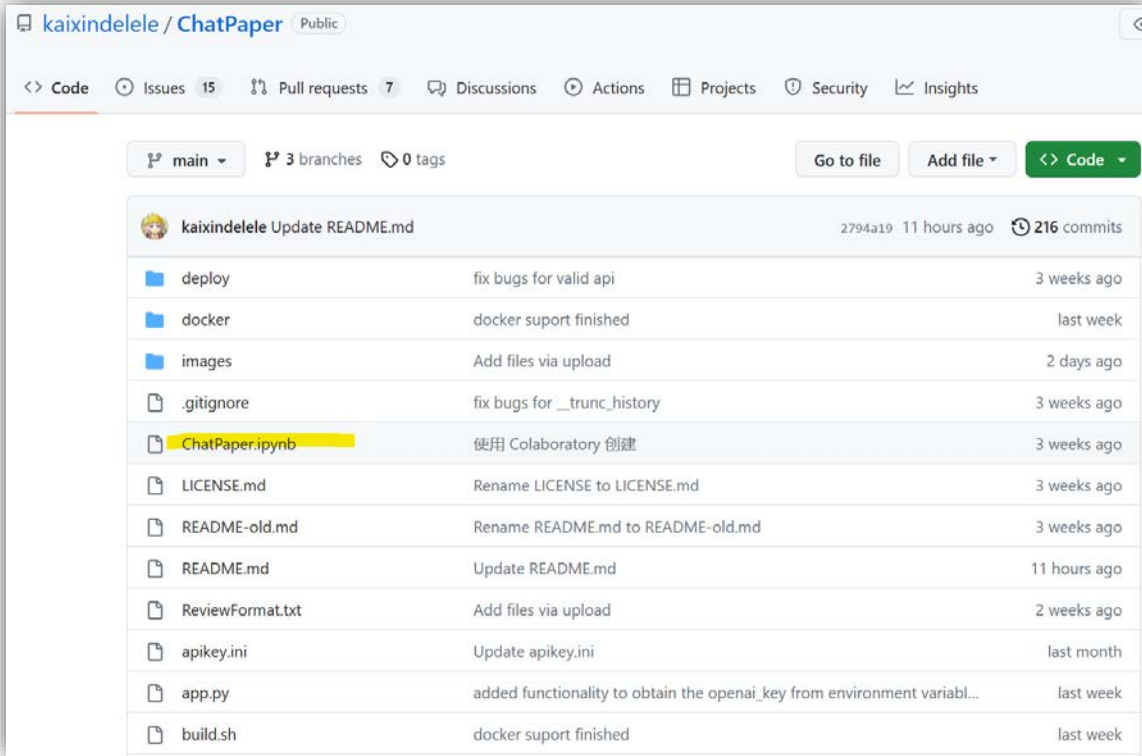 kaixindelele / ChatPaper Public
Code Issues 15 Pull requests 7 Discussions Actions Projects Security Insights
main 3 branches 0 tags Go to file Add file Code
kaixindelele Update README.md 2794a19 11 hours ago 216 commits
deploy fix bugs for valid api 3 weeks ago
docker docker suport finished last week
images Add files via upload 2 days ago
.gitignore fix bugs for __trunc_history 3 weeks ago
ChatPaper.ipynb 使用 Colaboratory 创建 3 weeks ago
LICENSE.md Rename LICENSE to LICENSE.md 3 weeks ago
README-old.md Rename README.md to README-old.md 3 weeks ago
README.md Update README.md 11 hours ago
ReviewFormat.txt Add files via upload 2 weeks ago
apikey.ini Update apikey.ini last month
app.py added functionality to obtain the openai_key from environment variabl... last week
build.sh docker suport finished last week